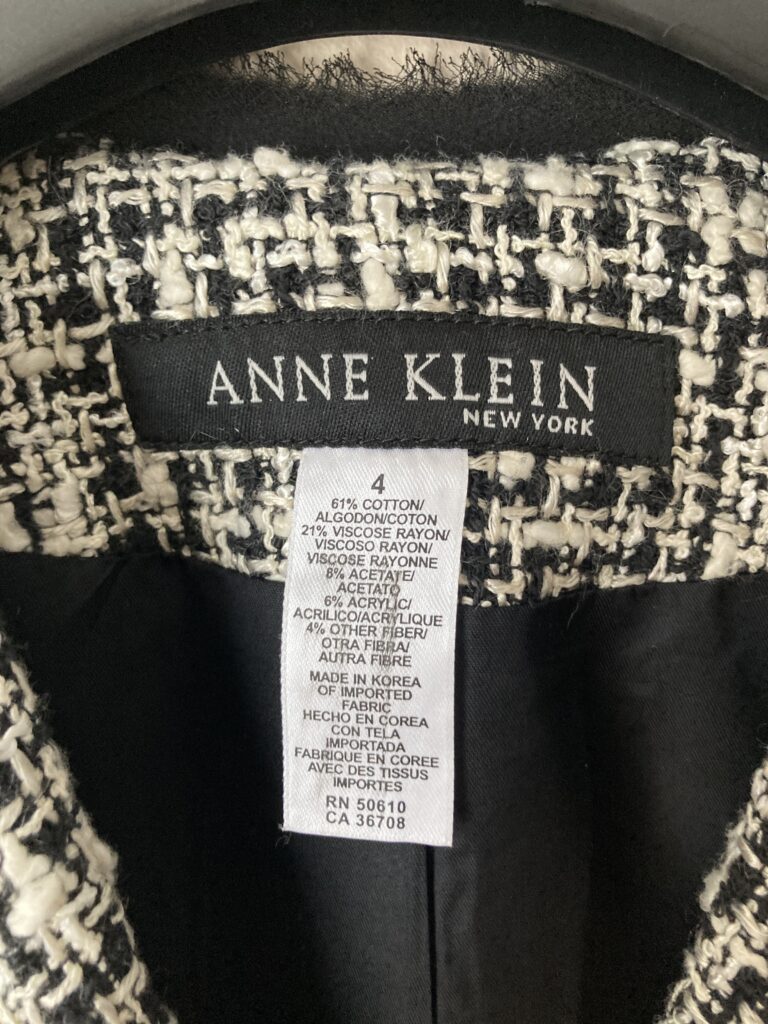 ANNE KLEIN
NEW YORK
4
61% COTTON/
ALGODON/COTON
21% VISCOSE RAYON/
VISCOSO RAYON/
VISCOSE RAYONNE
8% ACETATE/
ACETATO
6% ACRYLIC/
ACRILICO/ACRYLIQUE
4% OTHER FIBER/
OTRA FIBRA/
AUTRA FIBRE
MADE IN KOREA
OF IMPORTED
FABRIC
HECHO EN COREA
CON TELA
IMPORTADA
FABRIQUE EN COREE
AVEC DES TISSUS
IMPORTES
RN 50610
CA 36708